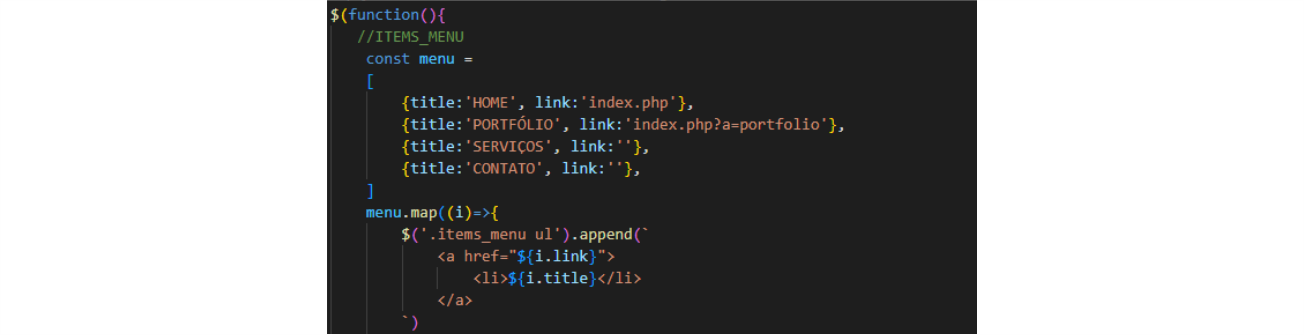 $(function(){
//ITEMS_MENU
const menu =
[
{title:'HOME', link:'index.php'},
{title:'PORTFÓLIO', link:'index.php?a=portfolio'},
{title:'SERVIÇOS', link:''},
{title:'CONTATO', link:''},
]
menu.map((i)=>{
$('.items_menu ul').append(`
<a href="${i.link}">
<li>${i.title}</li>
</a>
`)